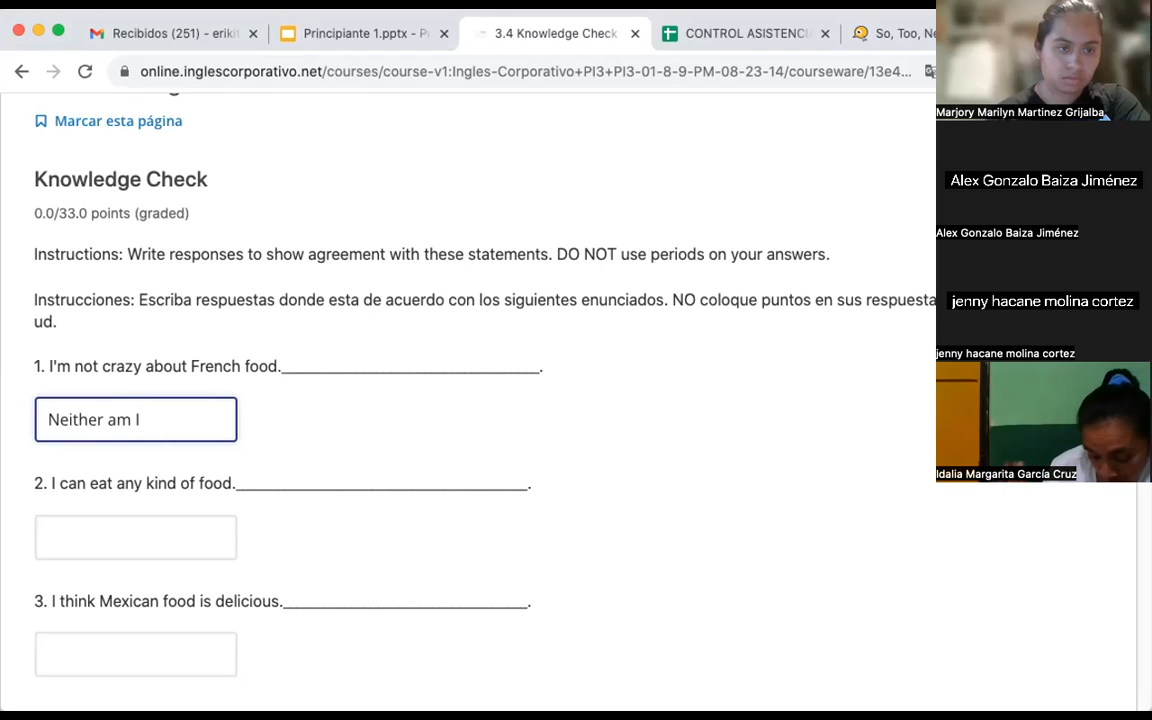 Recibidos (251) - erikit
Principiante 1.pptx - P
3.4 Knowledge Check
CONTROL ASISTENCI
So, Too, Ne
online.inglescorporativo.net/courses/course-v1:Ingles-Corporativo+PI3+PI3-01-8-9-PM-08-23-14/courseware/13e4...
Marcar esta página
Knowledge Check
0.0/33.0 points (graded)
Instructions: Write responses to show agreement with these statements. DO NOT use periods on your answers.
Instrucciones: Escriba respuestas donde esta de acuerdo con los siguientes enunciados. NO coloque puntos en sus respuesta
ud.
1. I'm not crazy about French food.______________________________.
Neither am I
2. I can eat any kind of food.___________________________________.
3. I think Mexican food is delicious._____________________________.
Marjory Marilyn Martinez Grijalba
Alex Gonzalo Baiza Jiménez
Alex Gonzalo Baiza Jiménez
jenny hacane molina cortez
jenny hacane molina cortez
Idalia Margarita García Cruz